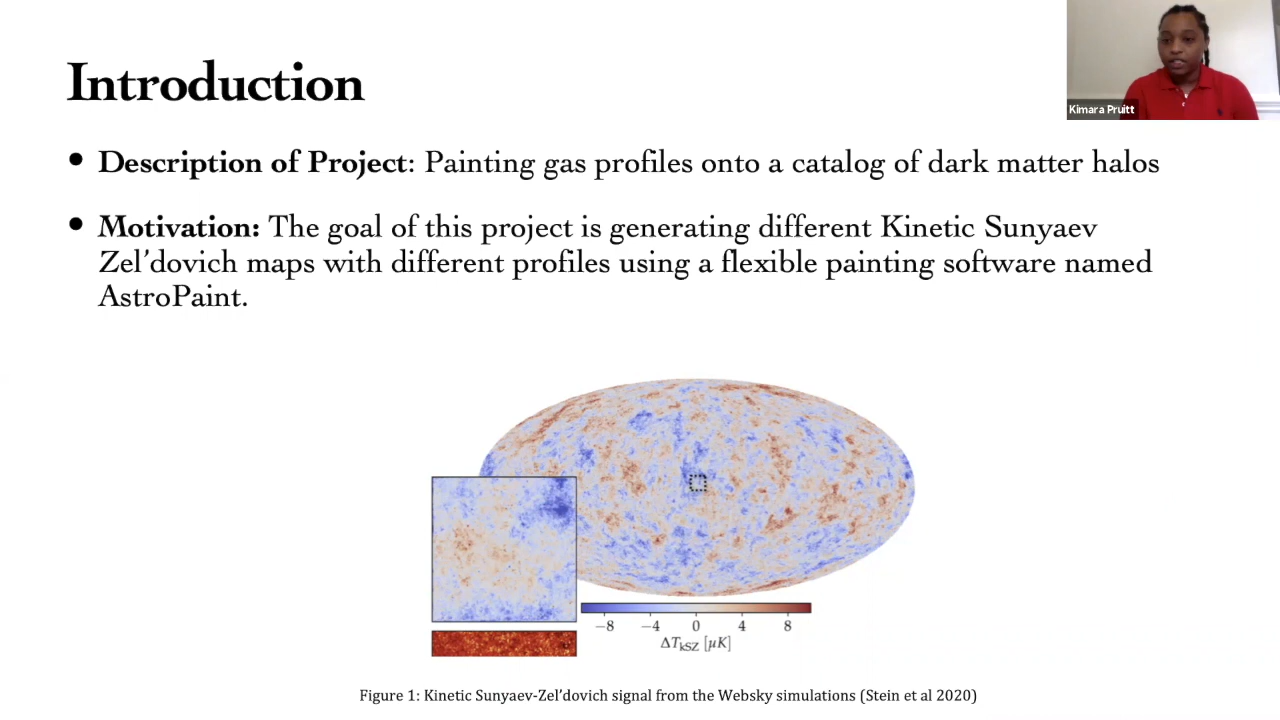 Introduction
Kimara Pruitt
• Description of Project: Painting gas profiles onto a catalog of dark matter halos
• Motivation: The goal of this project is generating different Kinetic Sunyaev
Zel’dovich maps with different profiles using a flexible painting software named
AstroPaint.
−8 −4 0 4 8
ΔTkSZ [μK]
Figure 1: Kinetic Sunyaev-Zel’dovich signal from the Websky simulations (Stein et al 2020)